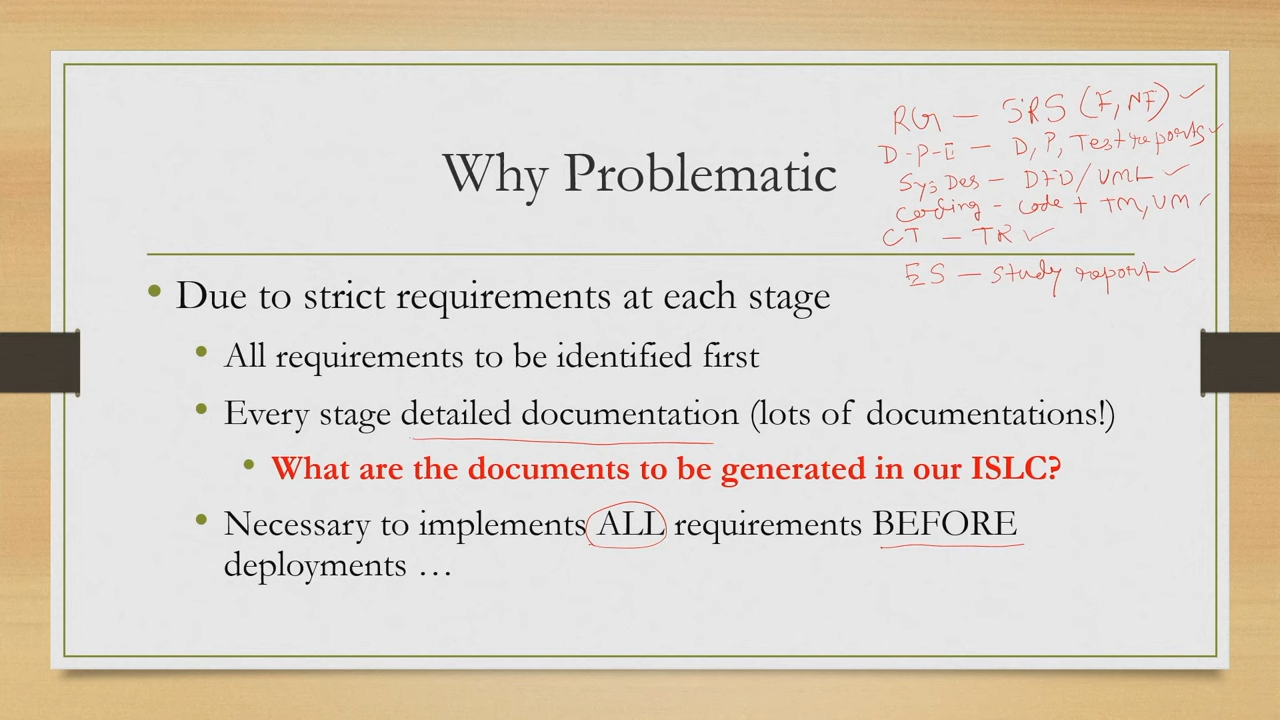 RG — SRS (F, NF) ✓
D-P-E — D, P, Test reports ✓
Why Problematic
Sys Des — DFD/UML ✓
Coding - Code + TM, UM ✓
CT — TR ✓
ES — Study report ✓
• Due to strict requirements at each stage
• All requirements to be identified first
• Every stage detailed documentation (lots of documentations!)
• What are the documents to be generated in our ISLC?
• Necessary to implements ALL requirements BEFORE
deployments …